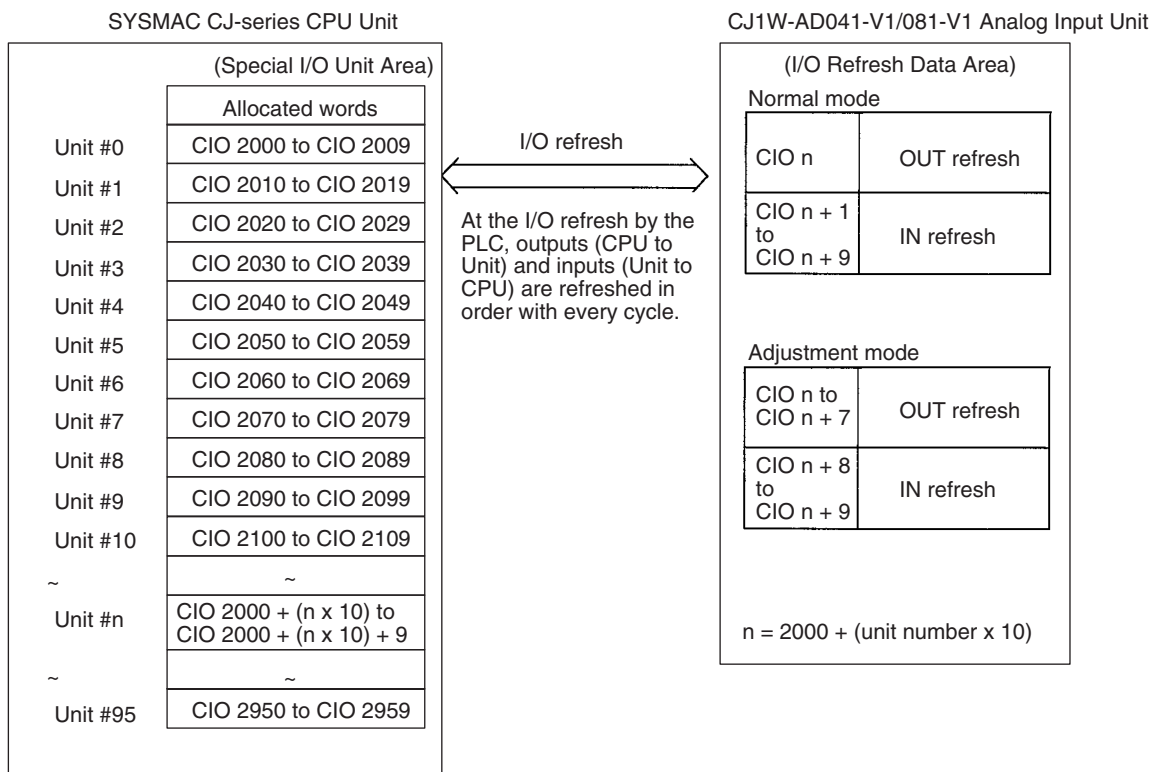 SYSMAC CJ-series CPU Unit
(Special I/O Unit Area)
Allocated words
Unit #0 CIO 2000 to CIO 2009
Unit #1 CIO 2010 to CIO 2019
Unit #2 CIO 2020 to CIO 2029
Unit #3 CIO 2030 to CIO 2039
Unit #4 CIO 2040 to CIO 2049
Unit #5 CIO 2050 to CIO 2059
Unit #6 CIO 2060 to CIO 2069
Unit #7 CIO 2070 to CIO 2079
Unit #8 CIO 2080 to CIO 2089
Unit #9 CIO 2090 to CIO 2099
Unit #10 CIO 2100 to CIO 2109
~ ~
Unit #n CIO 2000 + (n x 10) to
CIO 2000 + (n x 10) + 9
~ ~
Unit #95 CIO 2950 to CIO 2959
I/O refresh
At the I/O refresh by the
PLC, outputs (CPU to
Unit) and inputs (Unit to
CPU) are refreshed in
order with every cycle.
CJ1W-AD041-V1/081-V1 Analog Input Unit
(I/O Refresh Data Area)
Normal mode
CIO n OUT refresh
CIO n + 1
to
CIO n + 9
IN refresh
Adjustment mode
CIO n to
CIO n + 7
OUT refresh
CIO n + 8
to
CIO n + 9
IN refresh
n = 2000 + (unit number x 10)